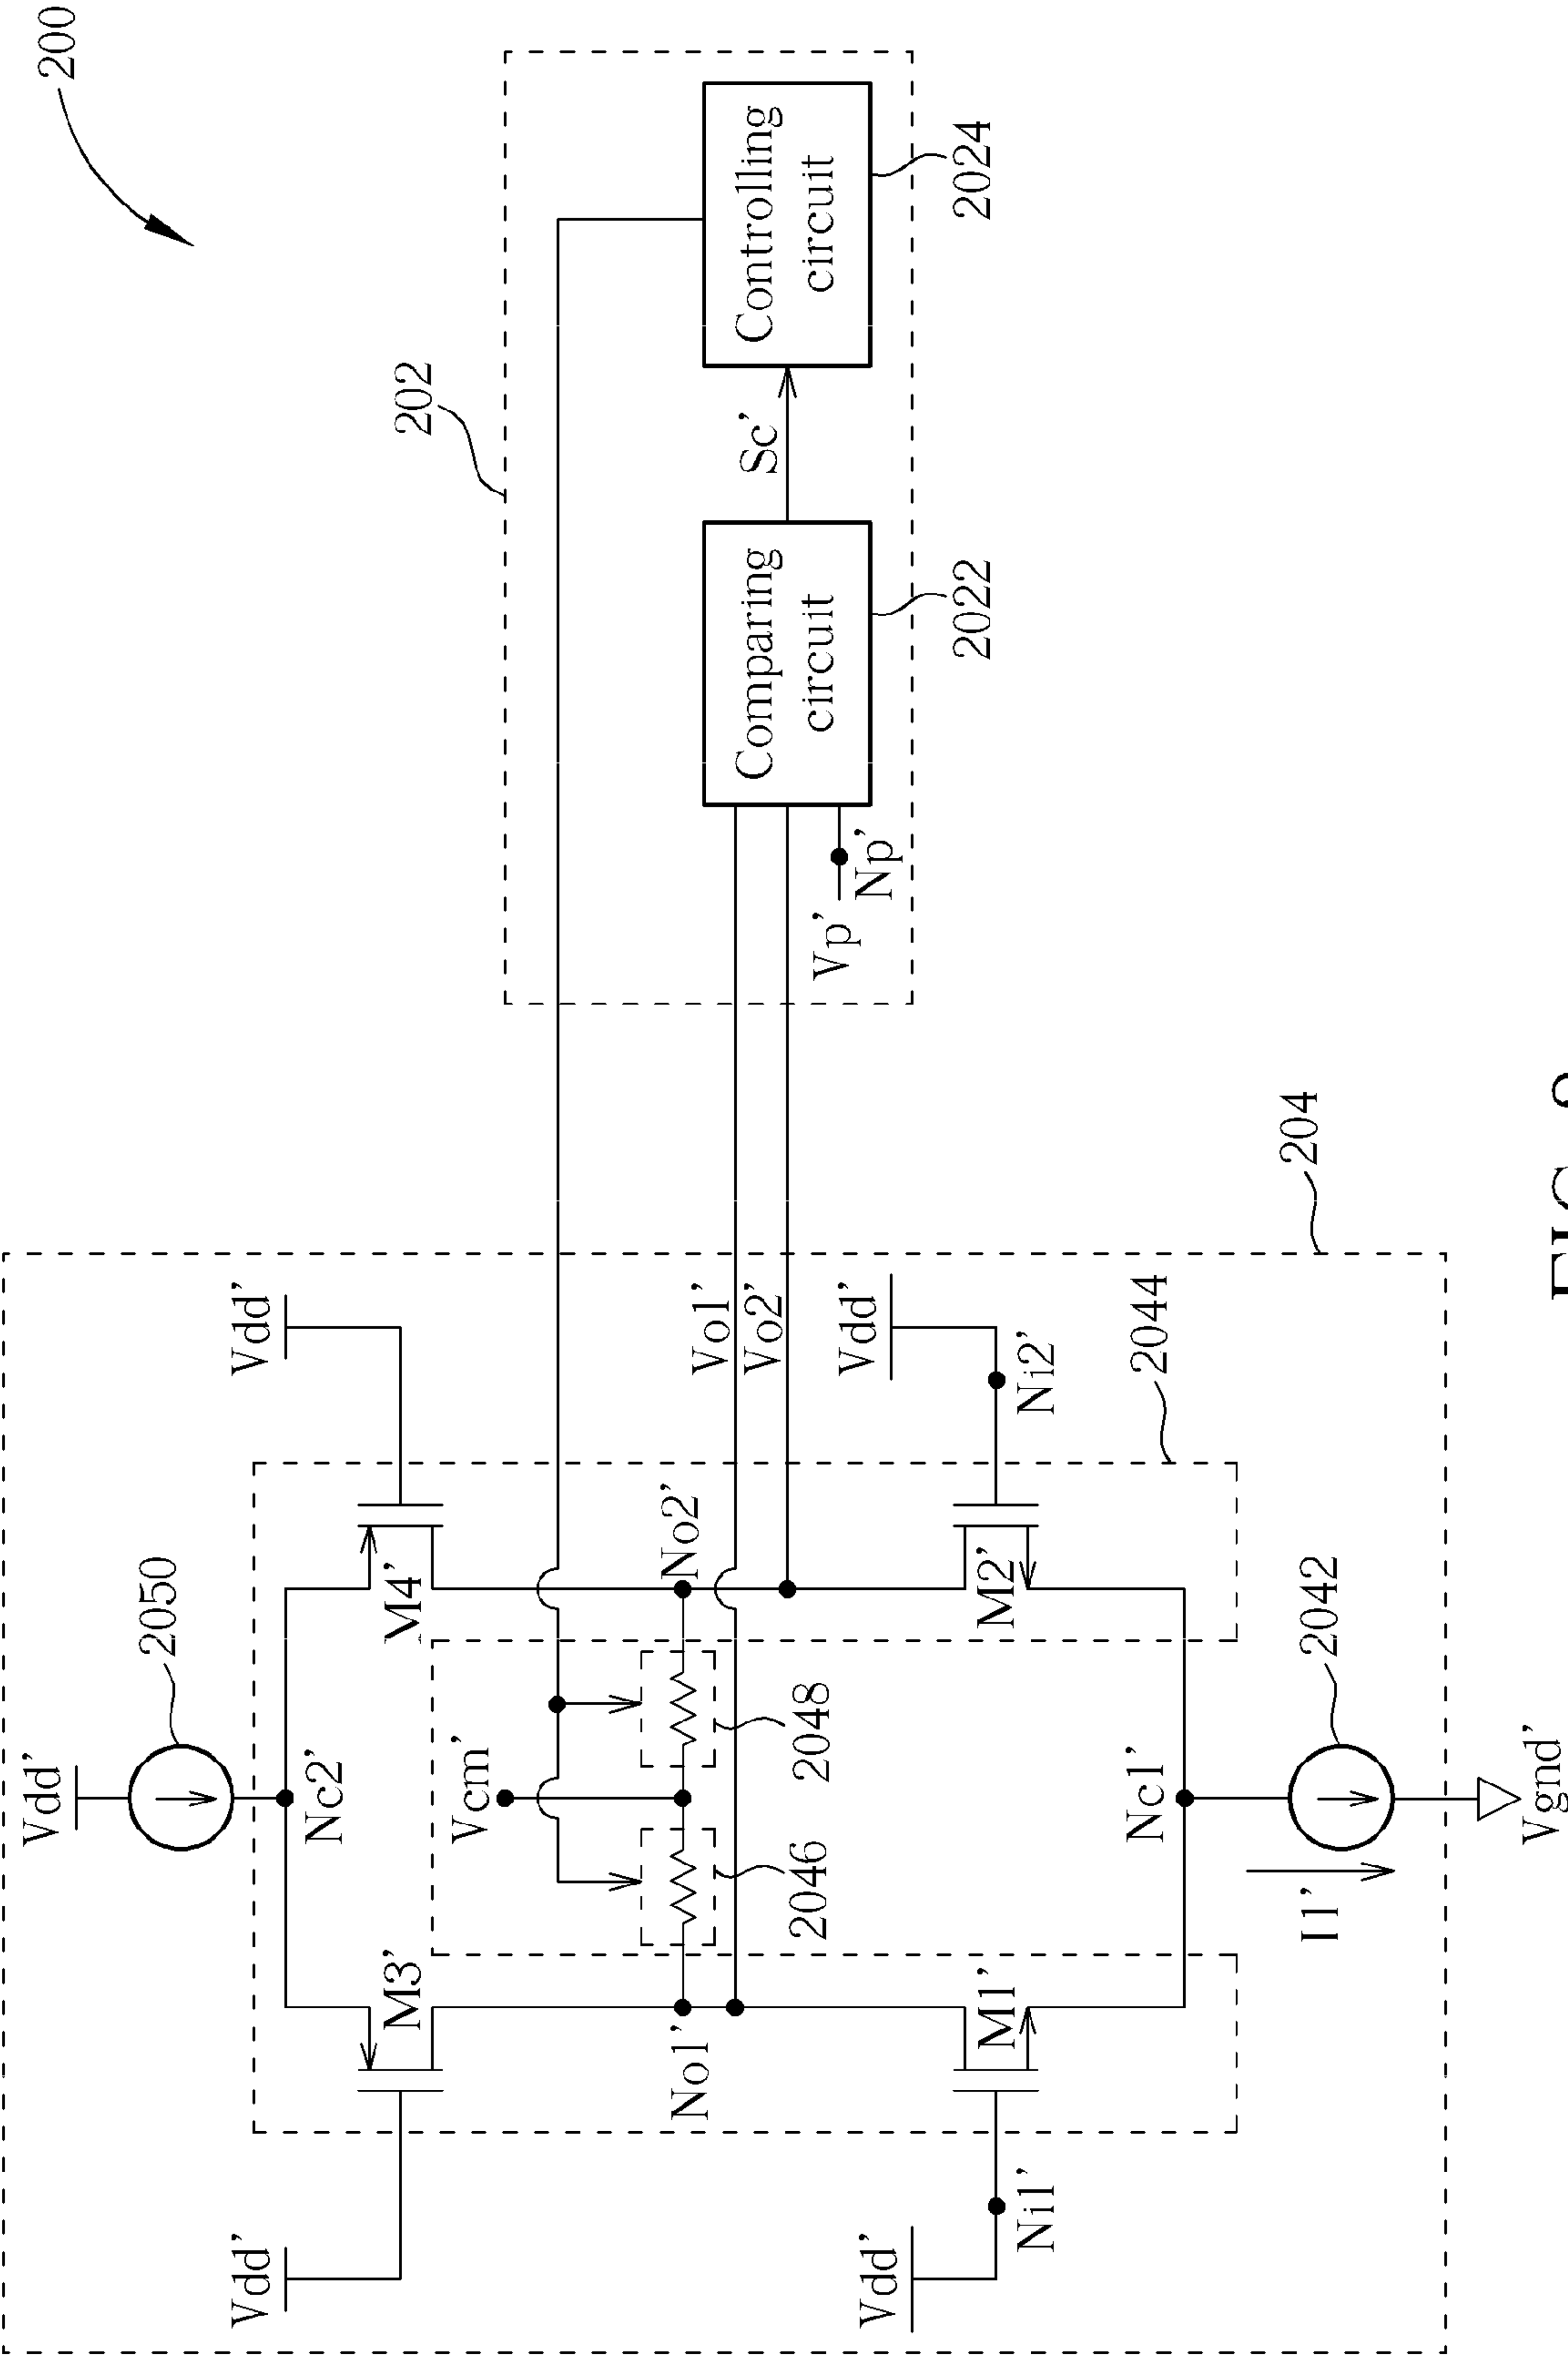 200
Vdd'
2050
Vdd'
Vdd'
Nc2'
M3'
M4'
202
Vcm'
No1'
No2'
Vo1'
Vo2'
Comparing
circuit
Sc'
Controlling
circuit
2046
2048
Vp'
Np'
Vdd'
Vdd'
2022
2024
M1'
M2'
Ni1'
Ni2'
Nc1'
2044
204
I1'
2042
Vgnd'
FIG